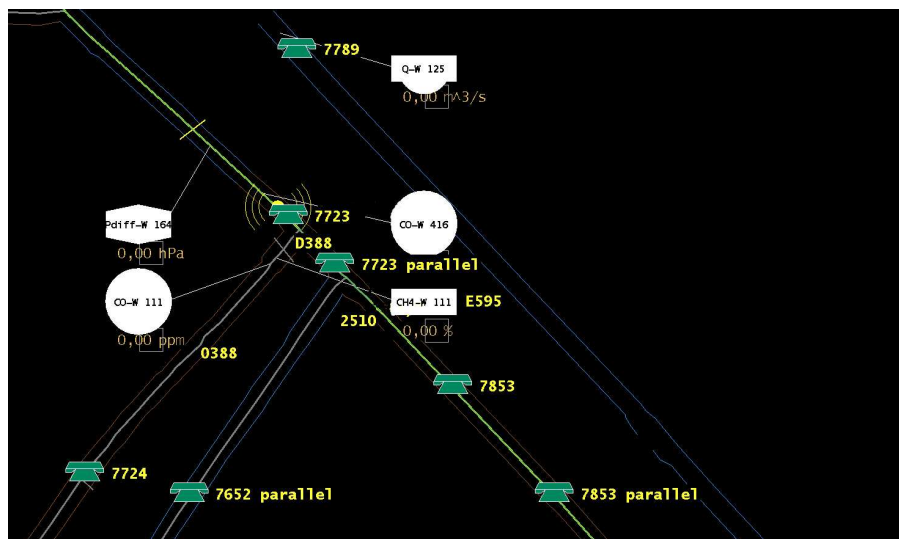 7789
Q-W 125
0,00 m^3/s
Pdiff-W 164
0,00 hPa
7723
CO-W 416
D388
7723 parallel
CO-W 111
0,00 ppm
CH4-W 111
E595
0,00 %
2510
O388
7853
7724
7652 parallel
7853 parallel